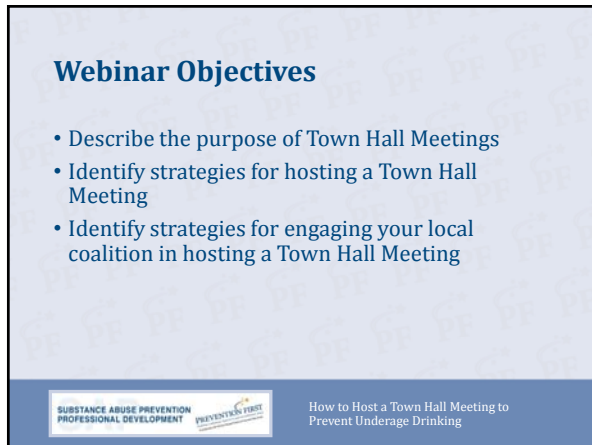 Webinar Objectives
• Describe the purpose of Town Hall Meetings
• Identify strategies for hosting a Town Hall
Meeting
• Identify strategies for engaging your local
coalition in hosting a Town Hall Meeting
SUBSTANCE ABUSE PREVENTION
PROFESSIONAL DEVELOPMENT
PREVENTION FIRST
How to Host a Town Hall Meeting to
Prevent Underage Drinking